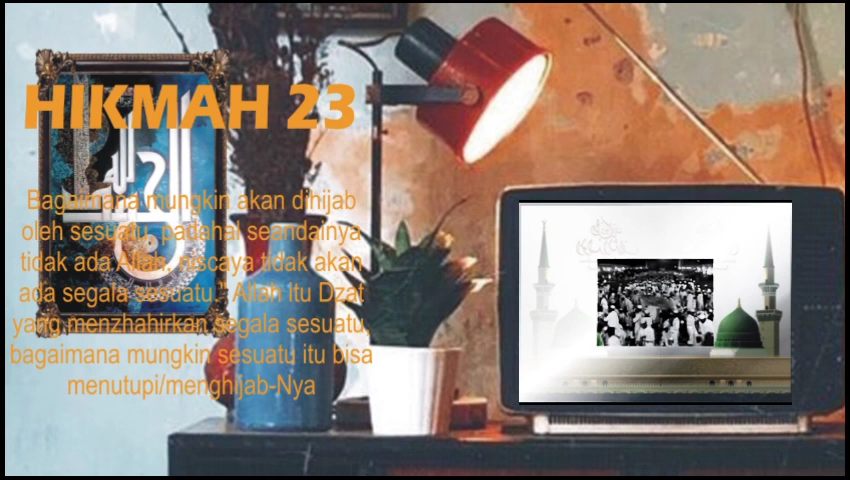 HIKMAH 23
Bagaimana mungkin akan dihijab
oleh sesuatu, padahal seandainya
tidak ada Allah, niscaya tidak akan
ada segala sesuatu." Allah itu Dzat
yang menzhahirkan segala sesuatu,
bagaimana mungkin sesuatu itu bisa
menutupi/menghijab-Nya